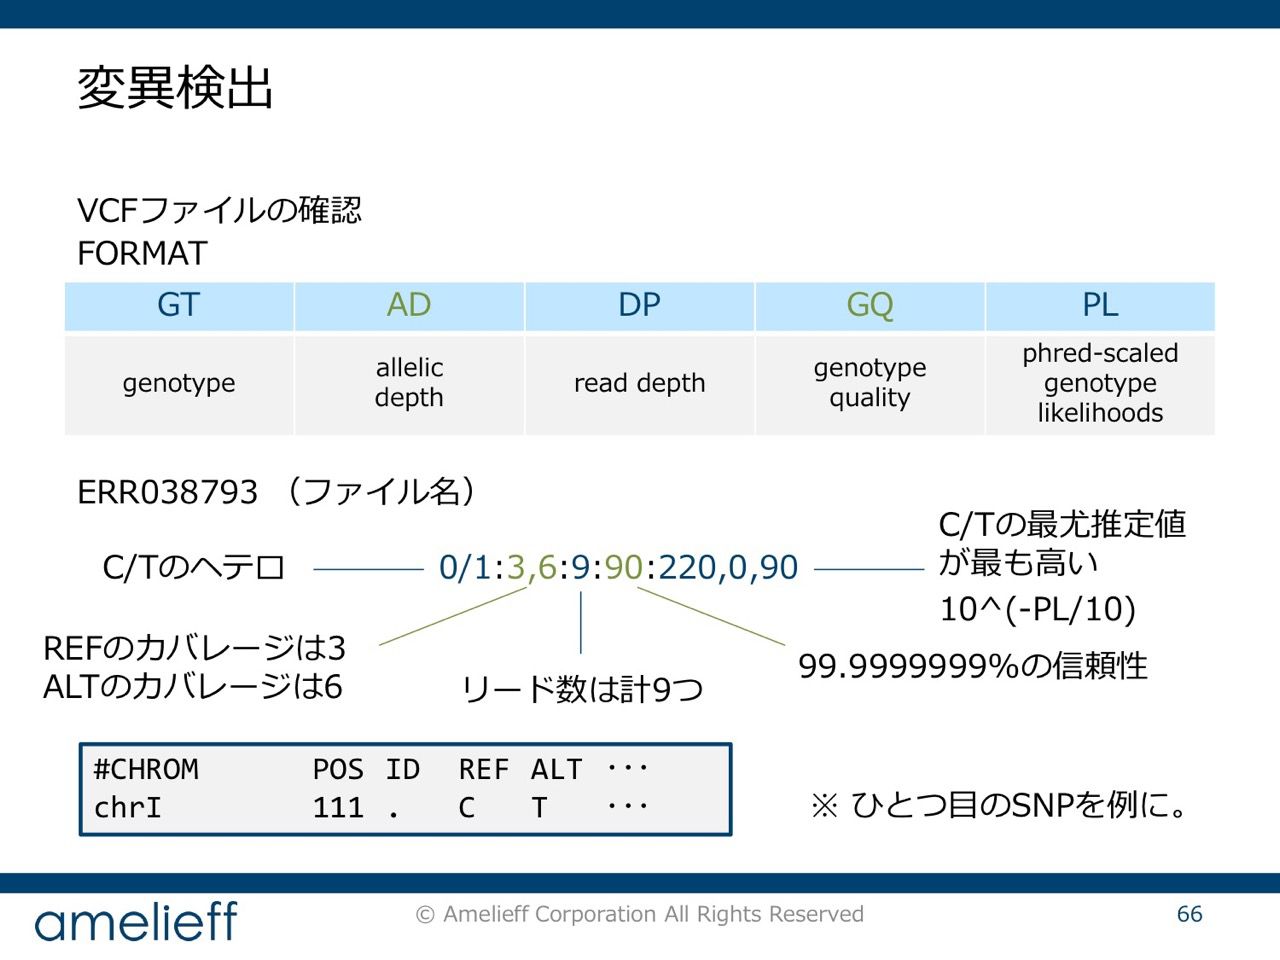 変異検出
VCFファイルの確認
FORMAT
GT AD DP GQ PL
genotype
allelic
depth
read depth
genotype
quality
phred-scaled
genotype
likelihoods
ERR038793 （ファイル名）
C/Tのヘテロ
0/1:3,6:9:90:220,0,90
C/Tの最尤推定値
が最も高い
10^(-PL/10)
REFのカバレージは3
ALTのカバレージは6
リード数は計9つ
99.9999999%の信頼性
#CHROM POS ID REF ALT ･･･
chrI 111 . C T ･･･
※ ひとつ目のSNPを例に。
amelieff
© Amelieff Corporation All Rights Reserved
66